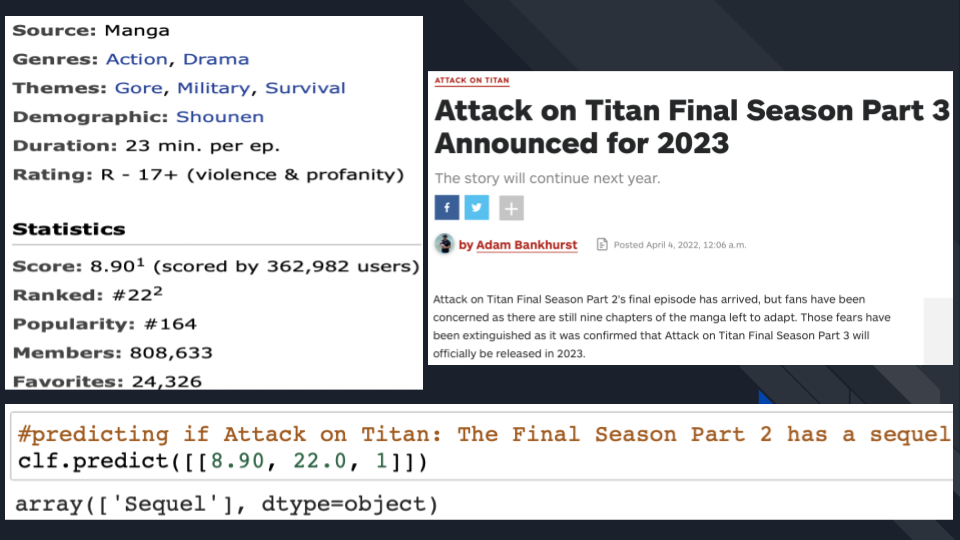 Source: Manga
Genres: Action, Drama
Themes: Gore, Military, Survival
Demographic: Shounen
Duration: 23 min. per ep.
Rating: R - 17+ (violence & profanity)
Statistics
Score: 8.90¹ (scored by 362,982 users)
Ranked: #22²
Popularity: #164
Members: 808,633
Favorites: 24,326
ATTACK ON TITAN
Attack on Titan Final Season Part 3
Announced for 2023
The story will continue next year.
by Adam Bankhurst Posted April 4, 2022, 12:06 a.m.
Attack on Titan Final Season Part 2's final episode has arrived, but fans have been
concerned as there are still nine chapters of the manga left to adapt. Those fears have
been extinguished as it was confirmed that Attack on Titan Final Season Part 3 will
officially be released in 2023.
#predicting if Attack on Titan: The Final Season Part 2 has a sequel
clf.predict([[8.90, 22.0, 1]])
array(['Sequel'], dtype=object)